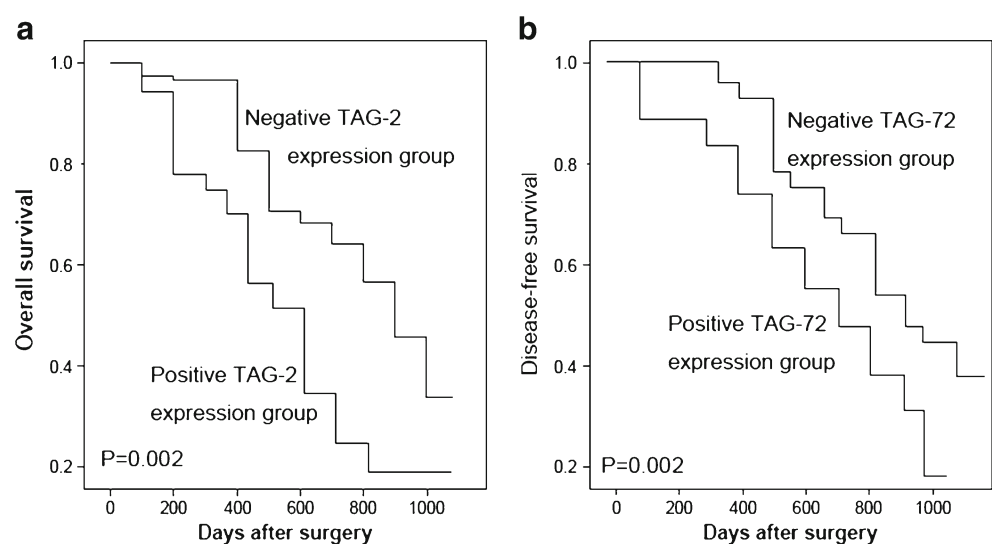 a
Overall survival
1.0
0.8
0.6
0.4
0.2
Negative TAG-2
expression group
Positive TAG-2
expression group
P=0.002
0 200 400 600 800 1000
Days after surgery
b
Disease-free survival
1.0
0.8
0.6
0.4
0.2
Negative TAG-72
expression group
Positive TAG-72
expression group
P=0.002
0 200 400 600 800 1000
Days after surgery